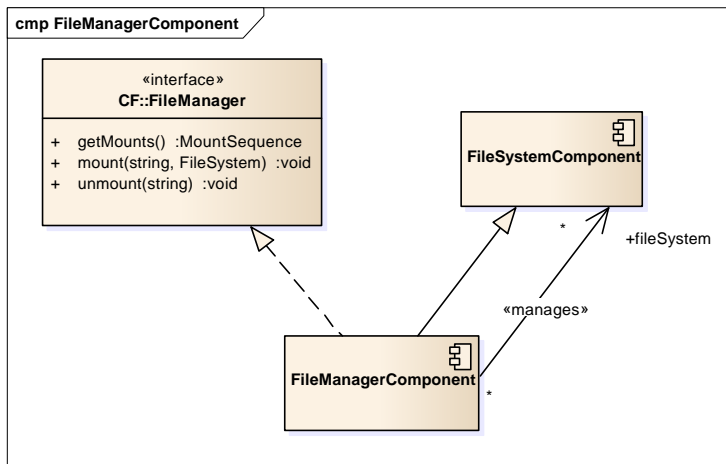 cmp FileManagerComponent
«interface»
CF::FileManager
+ getMounts() :MountSequence
+ mount(string, FileSystem) :void
+ unmount(string) :void
FileSystemComponent
*
+fileSystem
«manages»
FileManagerComponent
*